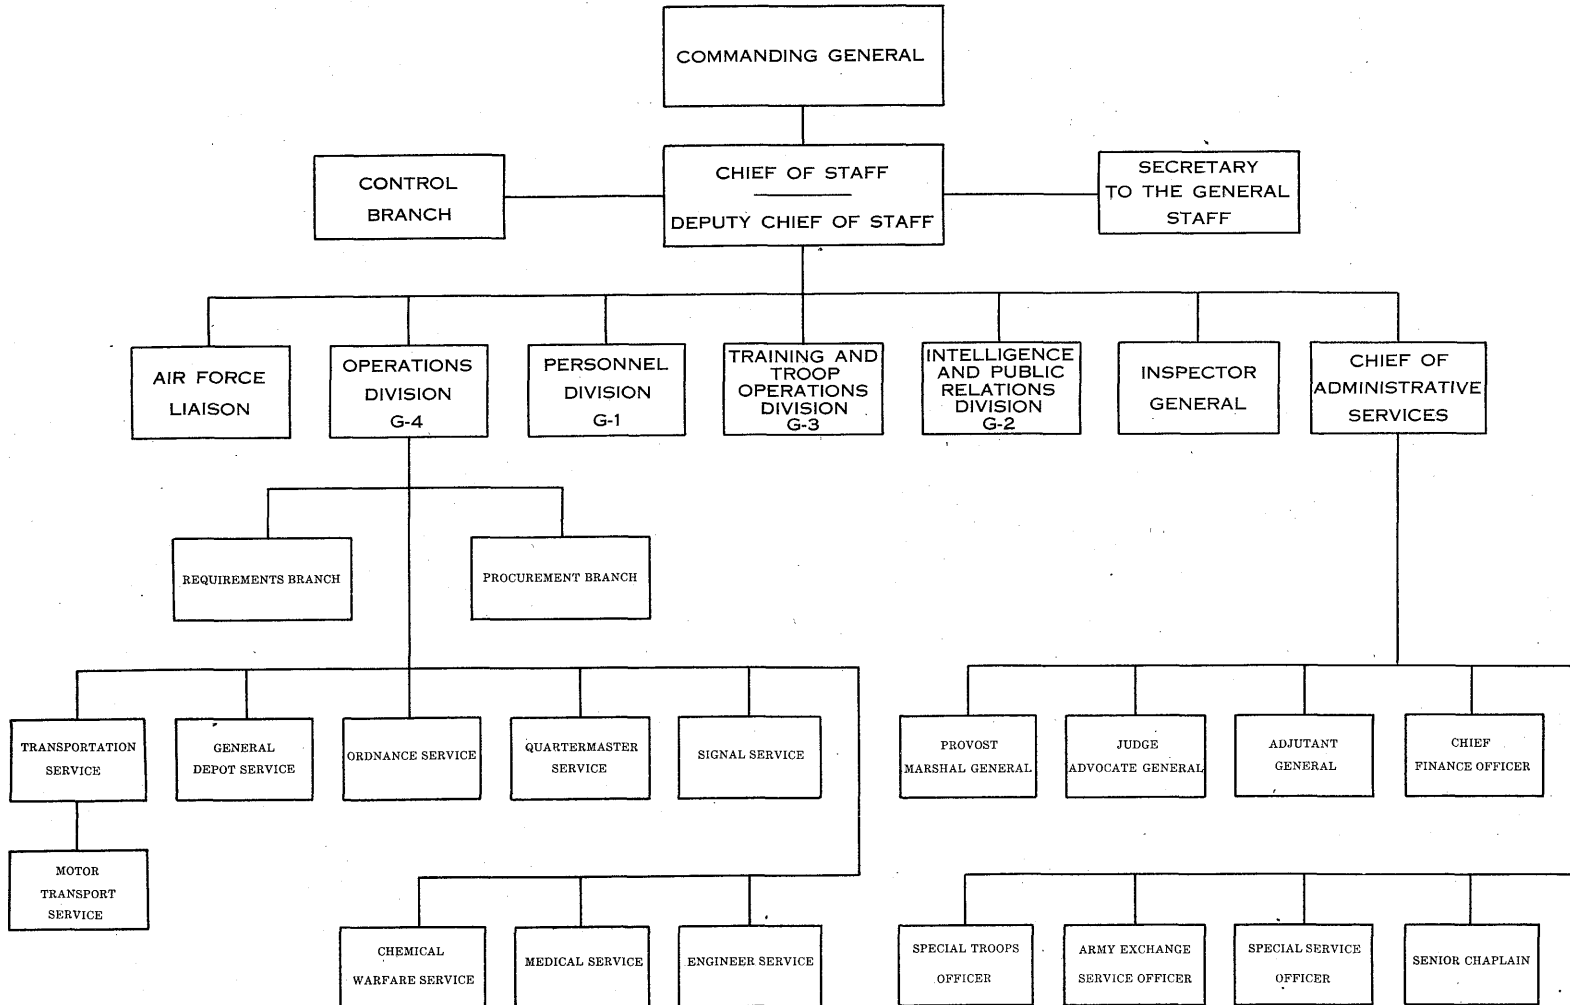 COMMANDING GENERAL
CONTROL
BRANCH
CHIEF OF STAFF
DEPUTY CHIEF OF STAFF
SECRETARY
TO THE GENERAL
STAFF
AIR FORCE
LIAISON
OPERATIONS
DIVISION
G-4
PERSONNEL
DIVISION
G-1
TRAINING AND
TROOP
OPERATIONS
DIVISION
G-3
INTELLIGENCE
AND PUBLIC
RELATIONS
DIVISION
G-2
INSPECTOR
GENERAL
CHIEF OF
ADMINISTRATIVE
SERVICES
REQUIREMENTS BRANCH
PROCUREMENT BRANCH
TRANSPORTATION
SERVICE
GENERAL
DEPOT SERVICE
ORDNANCE SERVICE
QUARTERMASTER
SERVICE
SIGNAL SERVICE
PROVOST
MARSHAL GENERAL
JUDGE
ADVOCATE GENERAL
ADJUTANT
GENERAL
CHIEF
FINANCE OFFICER
MOTOR
TRANSPORT
SERVICE
CHEMICAL
WARFARE SERVICE
MEDICAL SERVICE
ENGINEER SERVICE
SPECIAL TROOPS
OFFICER
ARMY EXCHANGE
SERVICE OFFICER
SPECIAL SERVICE
OFFICER
SENIOR CHAPLAIN